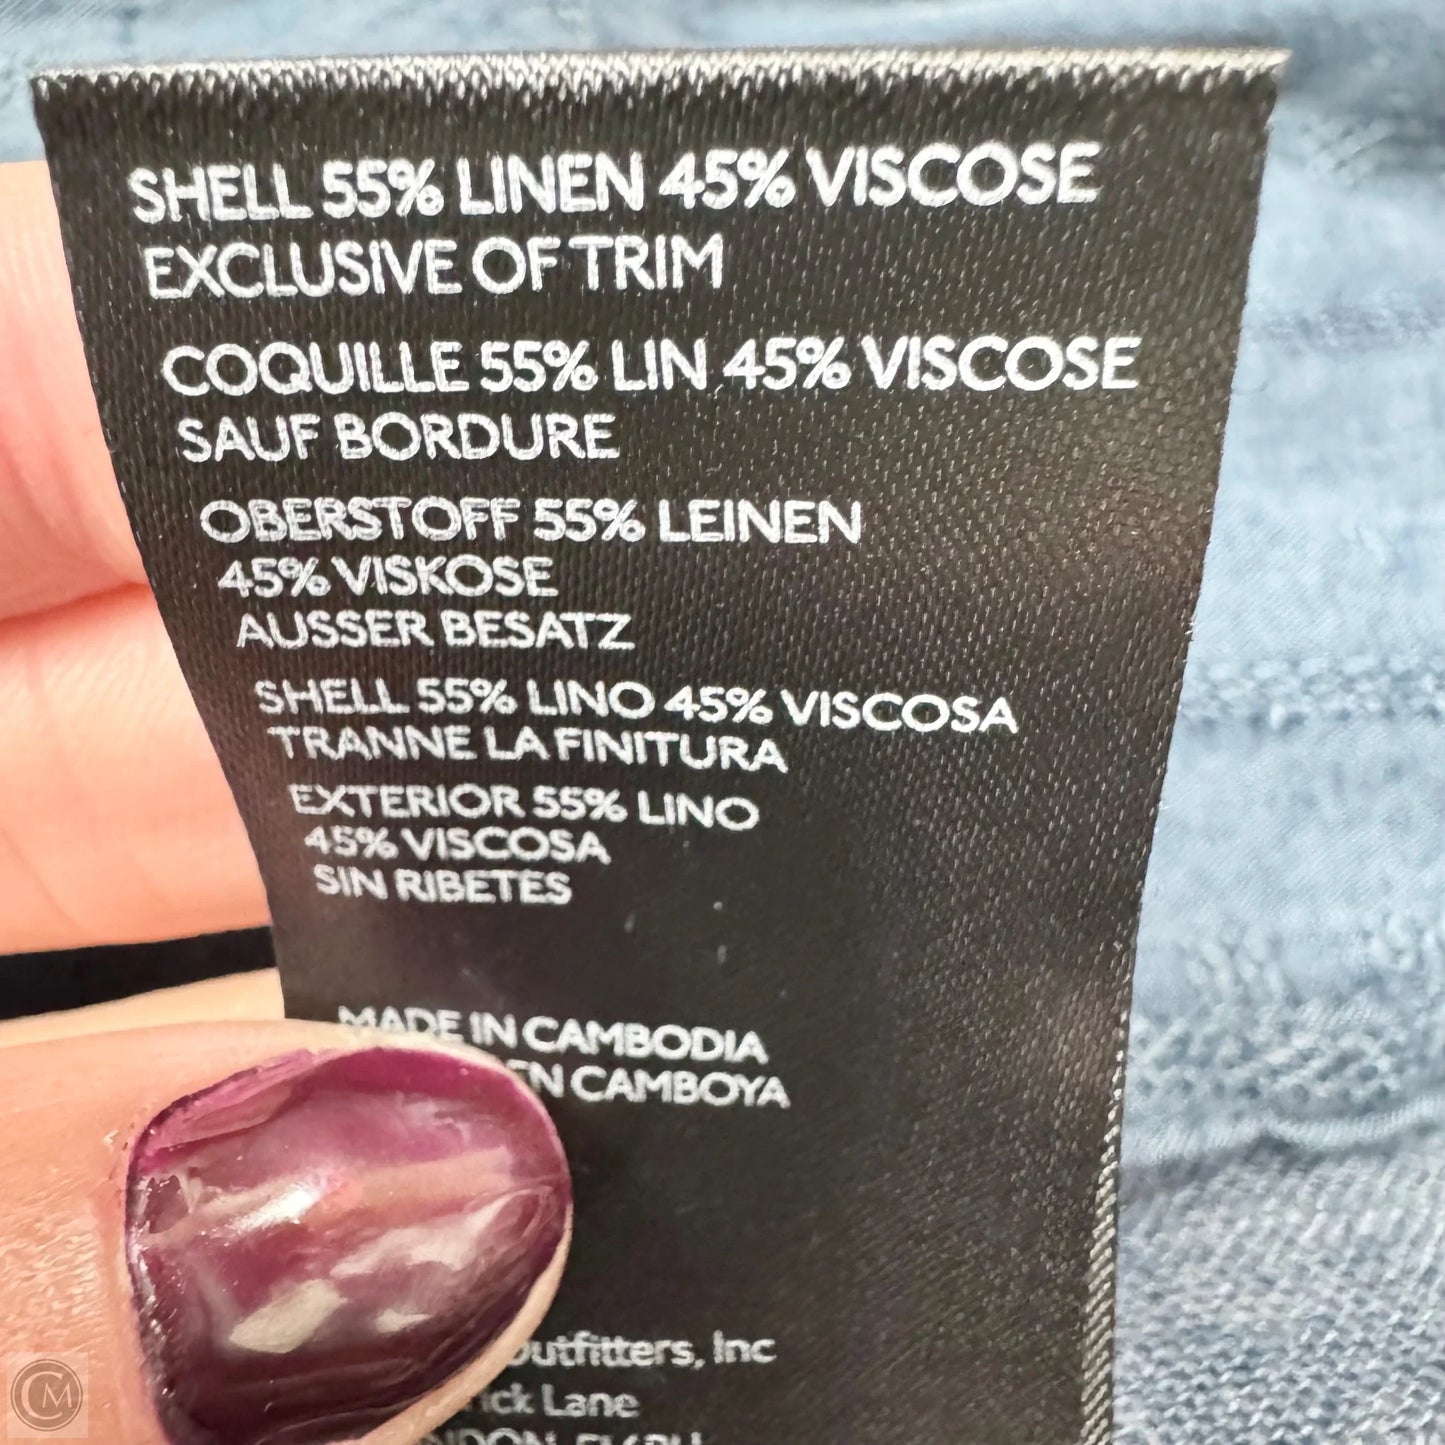 SHELL 55% LINEN 45% VISCOSE
EXCLUSIVE OF TRIM
COQUILLE 55% LIN 45% VISCOSE
SAUF BORDURE
OBERSTOFF 55% LEINEN
45% VISKOSE
AUSSER BESATZ
SHELL 55% LINO 45% VISCOSA
TRANNE LA FINITURA
EXTERIOR 55% LINO
45% VISCOSA
SIN RIBETES
MADE IN CAMBODIA
EN CAMBOYA
Outfitters, Inc
Lane
CM